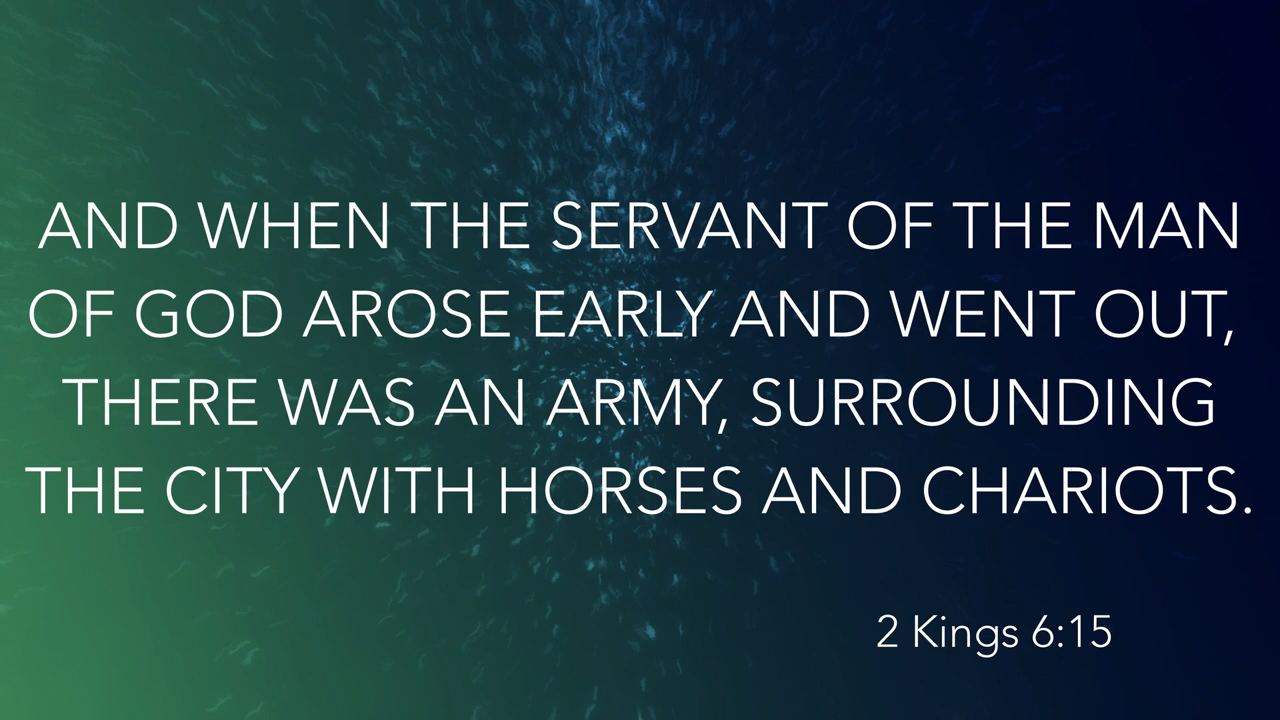 AND WHEN THE SERVANT OF THE MAN
OF GOD AROSE EARLY AND WENT OUT,
THERE WAS AN ARMY, SURROUNDING
THE CITY WITH HORSES AND CHARIOTS.
2 Kings 6:15